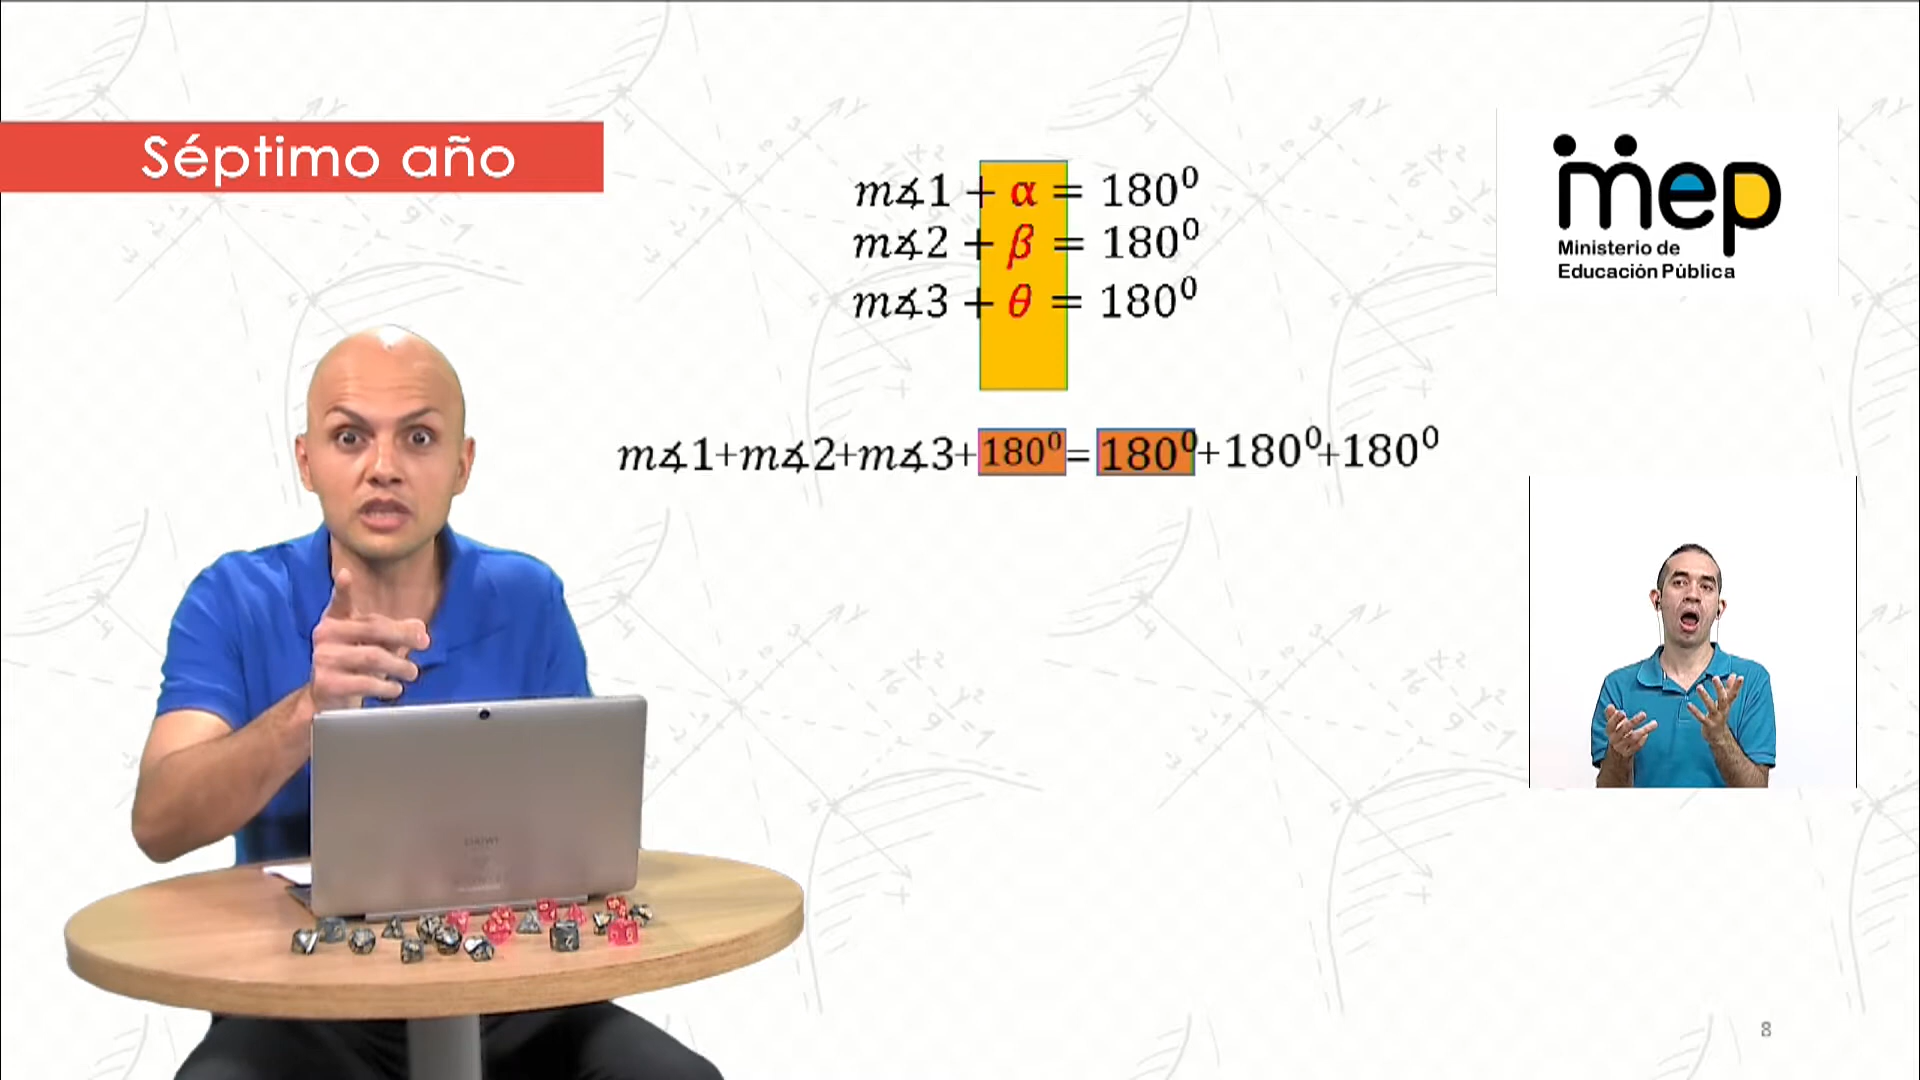 Séptimo año
m∡1 + α = 180⁰
m∡2 + β = 180⁰
m∡3 + θ = 180⁰
m∡1+m∡2+m∡3+180⁰=180⁰+180⁰+180⁰
mep
Ministerio de
Educación Pública
8